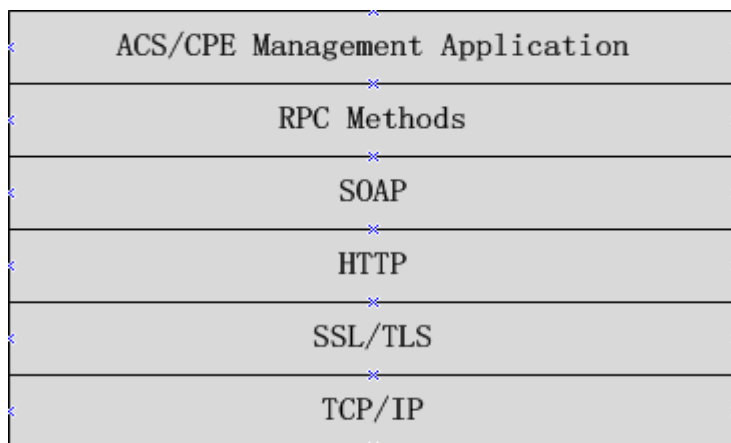 ACS/CPE Management Application
RPC Methods
SOAP
HTTP
SSL/TLS
TCP/IP